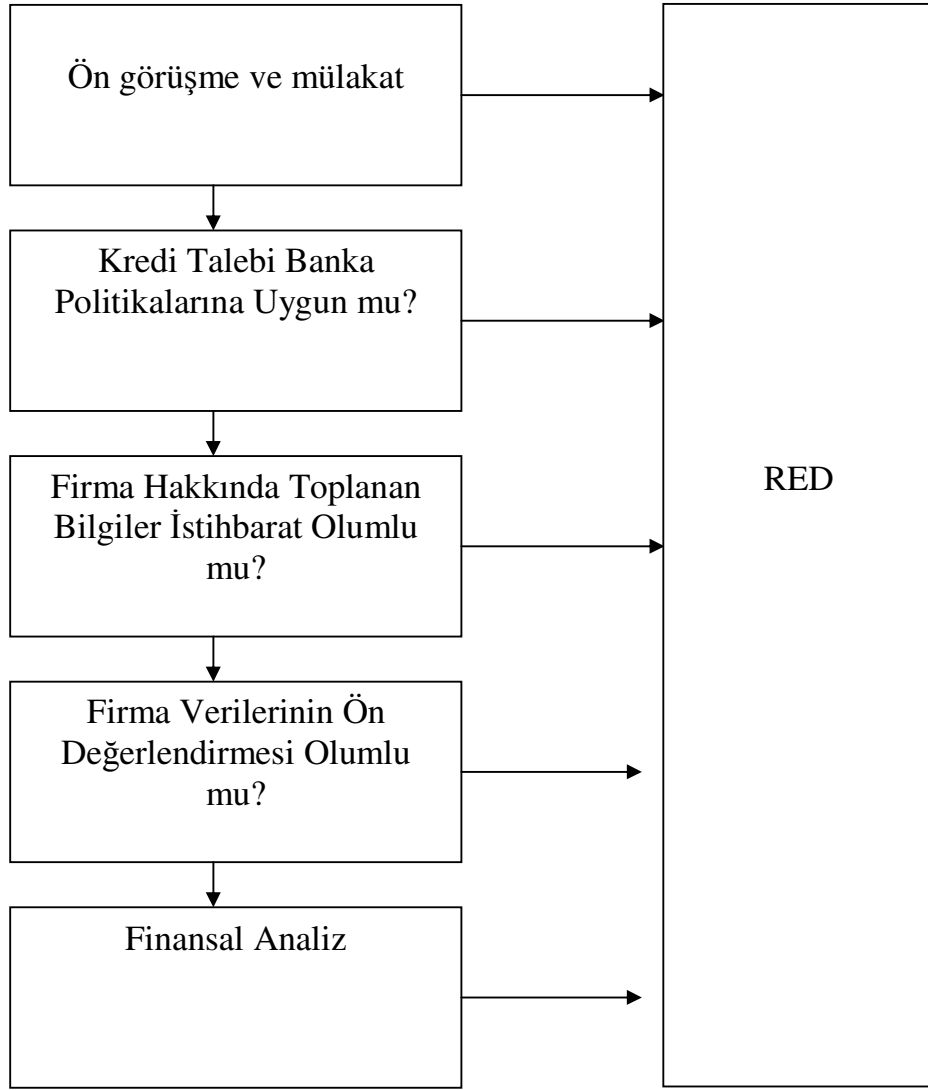 Ön görüşme ve mülakat
Kredi Talebi Banka
Politikalarına Uygun mu?
Firma Hakkında Toplanan
Bilgiler İstihbarat Olumlu
mu?
RED
Firma Verilerinin Ön
Değerlendirmesi Olumlu
mu?
Finansal Analiz